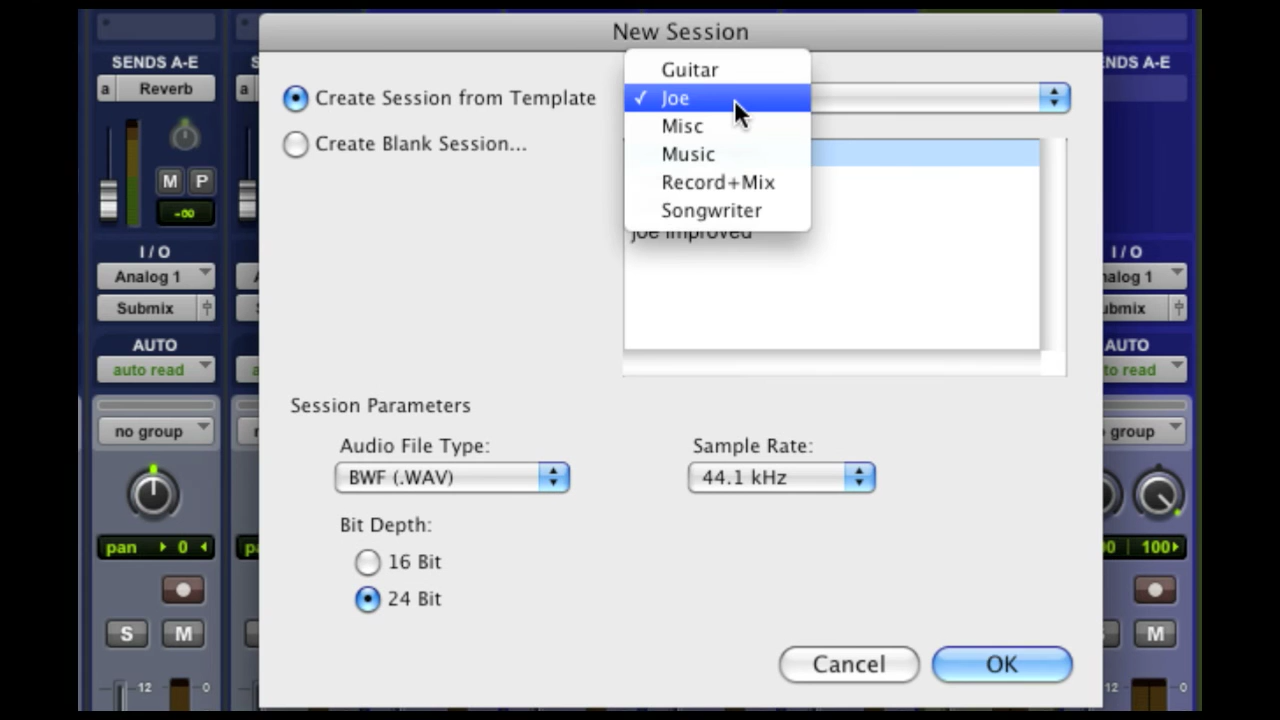 New Session
Create Session from Template
Create Blank Session...
Guitar
✓ Joe
Misc
Music
Record+Mix
Songwriter
Joe improved
Session Parameters
Audio File Type:
BWF (.WAV)
Sample Rate:
44.1 kHz
Bit Depth:
16 Bit
24 Bit
Cancel
OK
SENDS A-E
a Reverb
M P
-∞
I/O
Analog 1
Submix
AUTO
auto read
no group
pan 0
S M
12 0
a
NDS A-E
I/O
nalog 1
ubmix
AUTO
to read
group
100
M
12 0